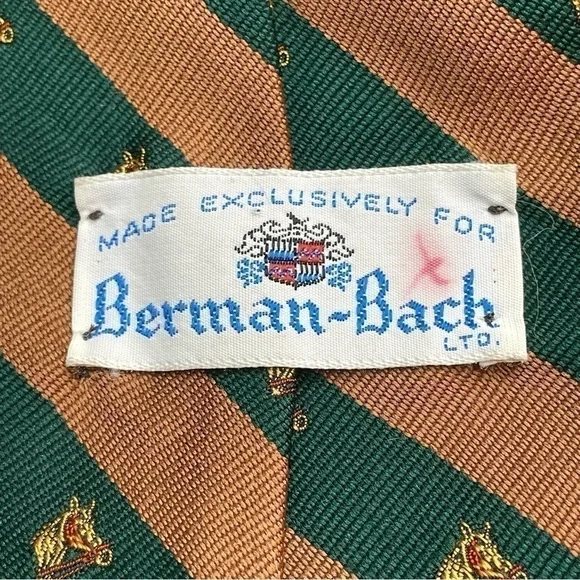 MADE EXCLUSIVELY FOR
Berman-Bach
LTD.